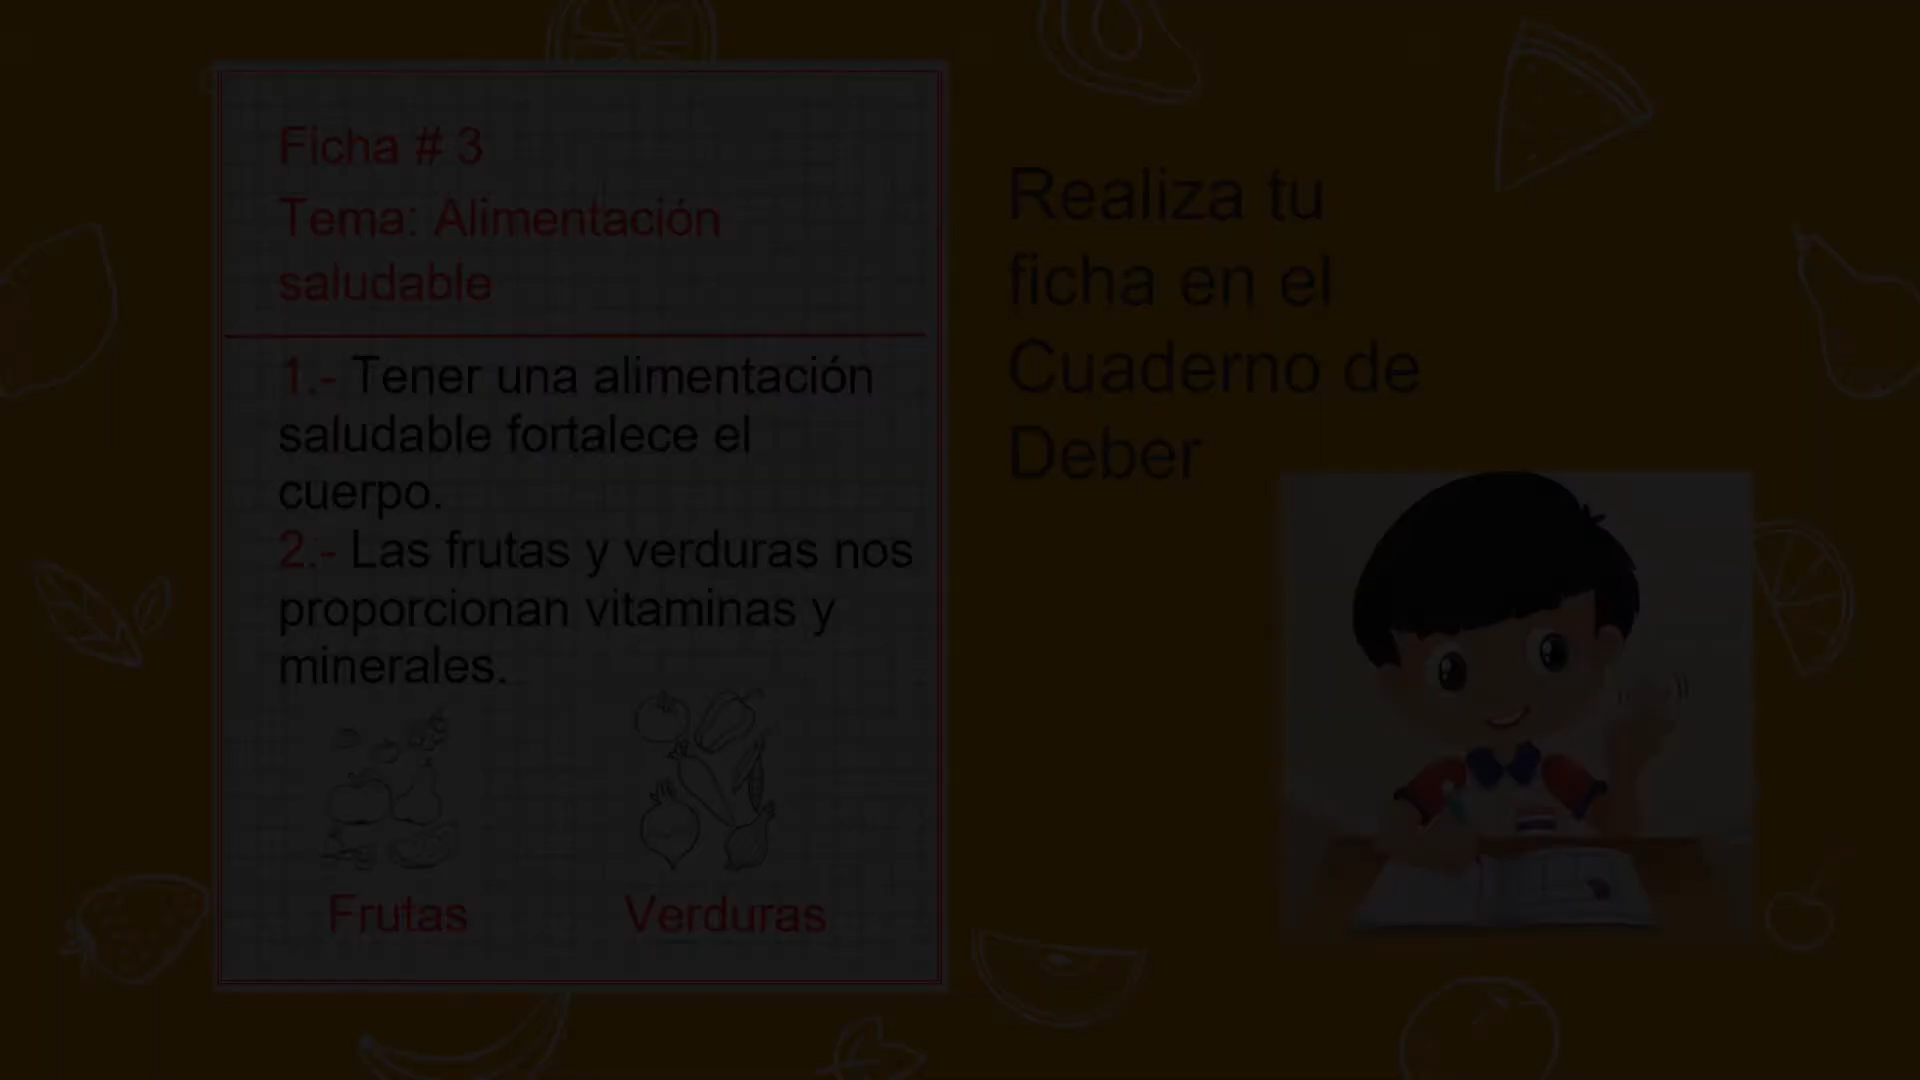 Ficha # 3
Tema: Alimentación
saludable
1.- Tener una alimentación
saludable fortalece el
cuerpo.
2.- Las frutas y verduras nos
proporcionan vitaminas y
minerales.
Frutas
Verduras
Realiza tu
ficha en el
Cuaderno de
Deber